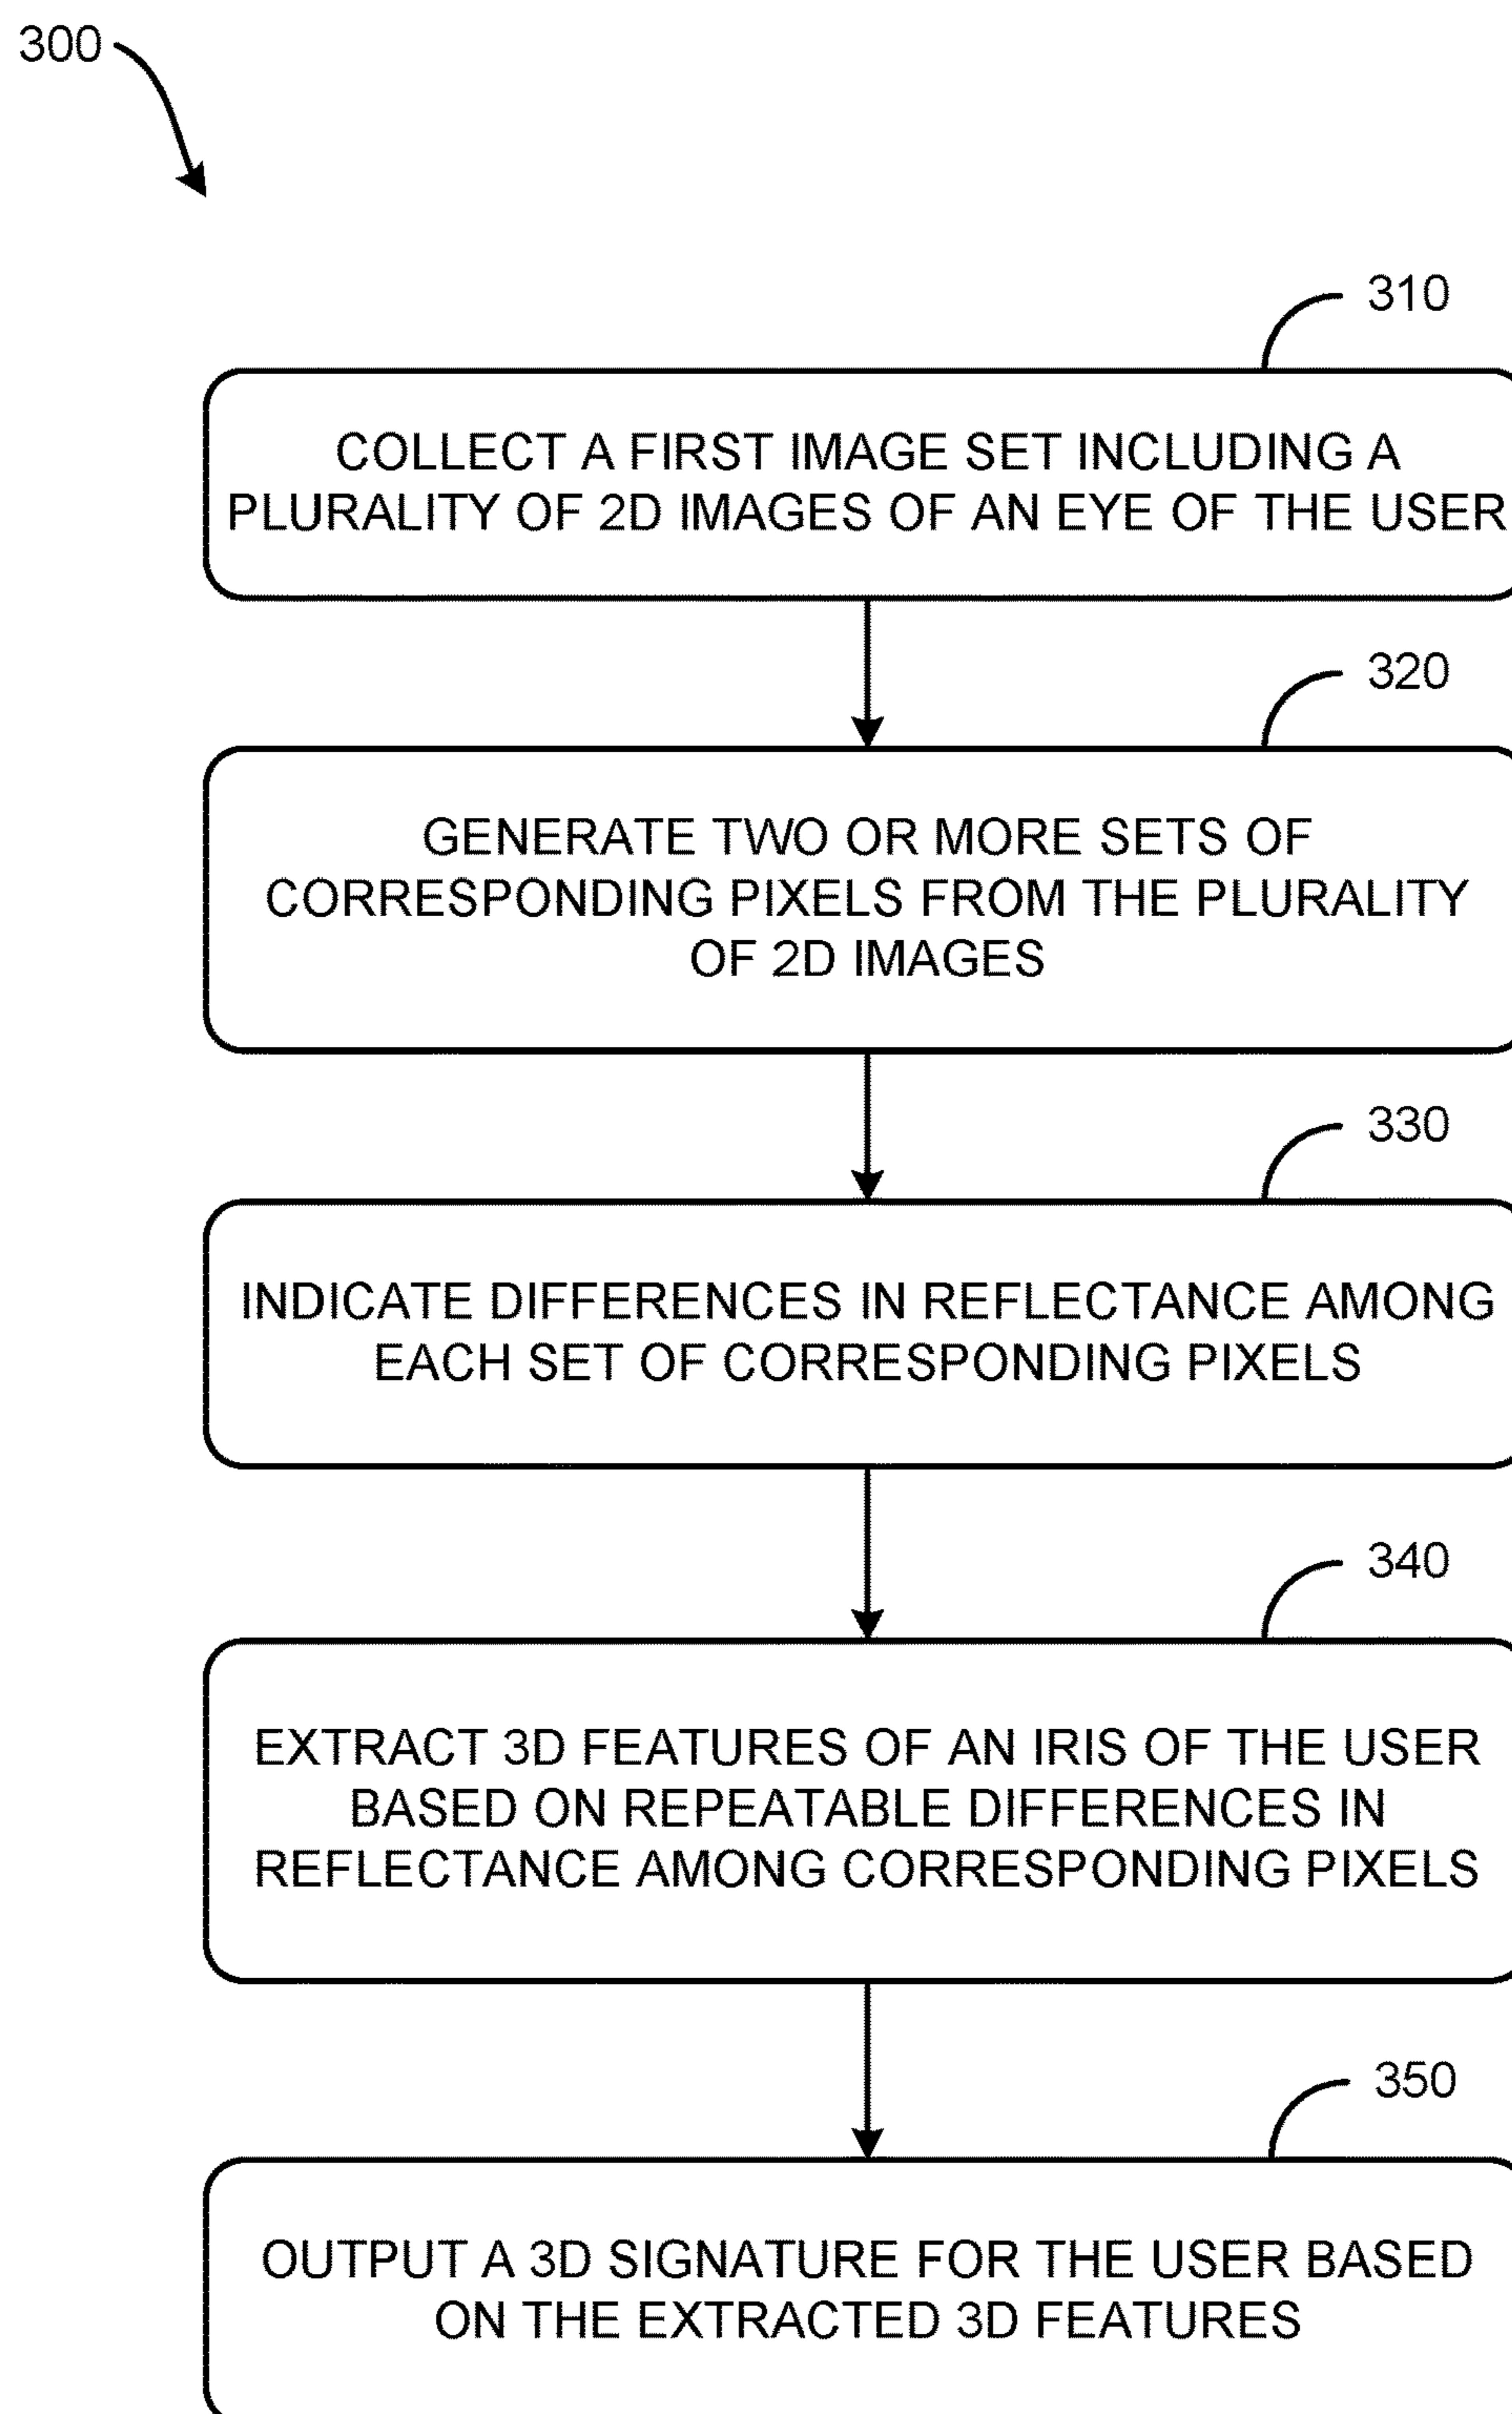 300
310
COLLECT A FIRST IMAGE SET INCLUDING A
PLURALITY OF 2D IMAGES OF AN EYE OF THE USER
320
GENERATE TWO OR MORE SETS OF
CORRESPONDING PIXELS FROM THE PLURALITY
OF 2D IMAGES
330
INDICATE DIFFERENCES IN REFLECTANCE AMONG
EACH SET OF CORRESPONDING PIXELS
340
EXTRACT 3D FEATURES OF AN IRIS OF THE USER
BASED ON REPEATABLE DIFFERENCES IN
REFLECTANCE AMONG CORRESPONDING PIXELS
350
OUTPUT A 3D SIGNATURE FOR THE USER BASED
ON THE EXTRACTED 3D FEATURES